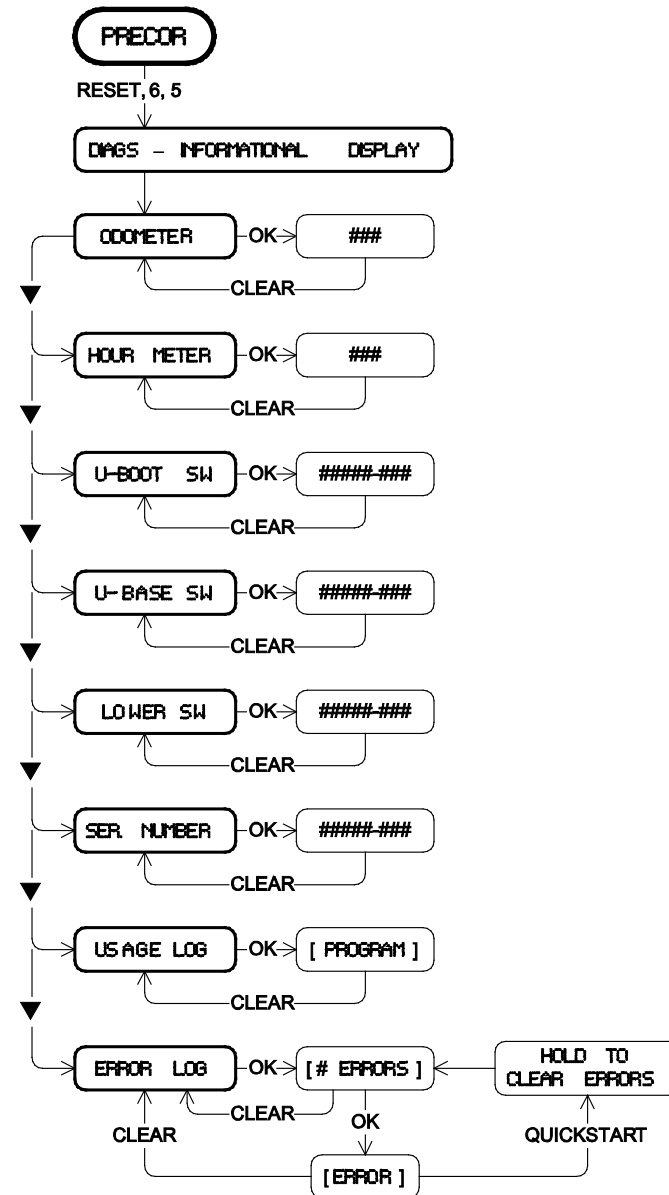 PRECOR
RESET, 6, 5
DIAGS - INFORMATIONAL DISPLAY
ODOMETER OK ###
CLEAR
HOUR METER OK ###
CLEAR
U-BOOT SW OK #####-###
CLEAR
U-BASE SW OK #####-###
CLEAR
LOWER SW OK #####-###
CLEAR
SER. NUMBER OK #####-###
CLEAR
USAGE LOG OK [ PROGRAM ]
CLEAR
HOLD TO
CLEAR ERRORS
ERROR LOG OK [ # ERRORS ]
CLEAR
OK
CLEAR
QUICKSTART
[ ERROR ]